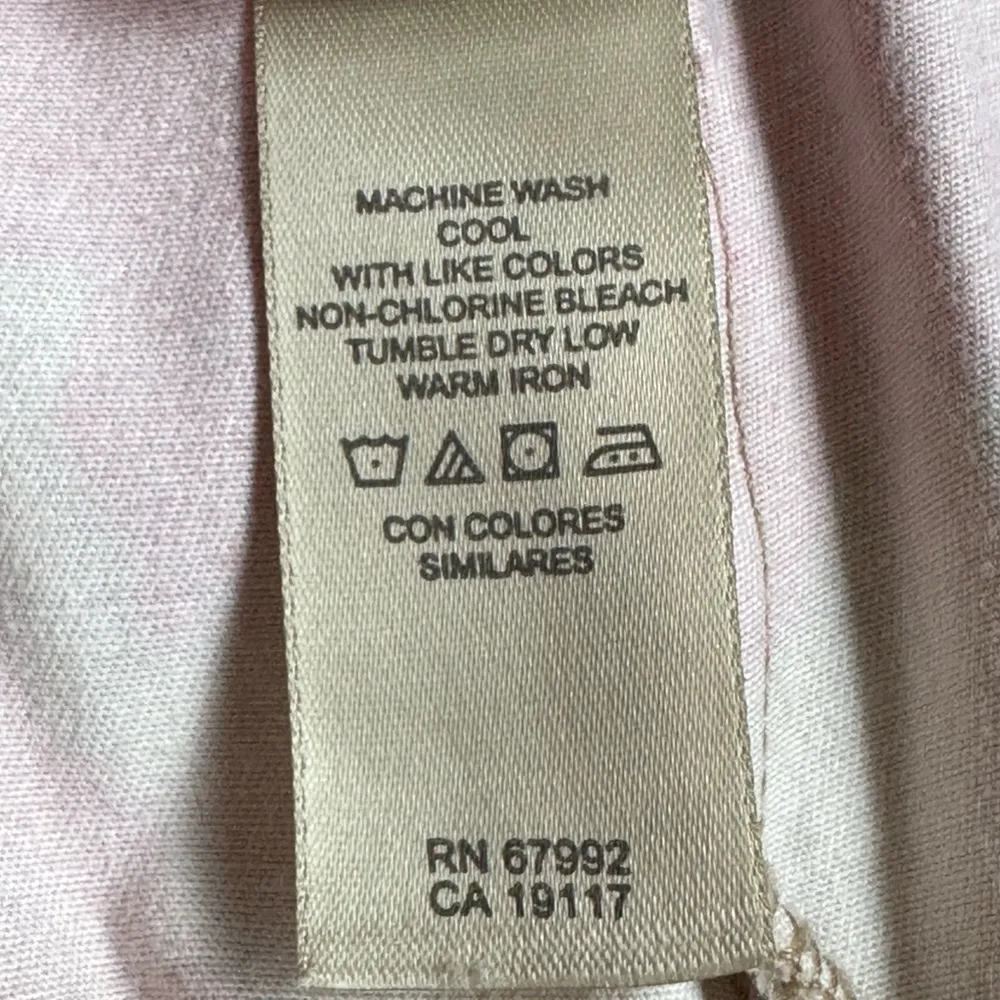 MACHINE WASH
COOL
WITH LIKE COLORS
NON-CHLORINE BLEACH
TUMBLE DRY LOW
WARM IRON
CON COLORES
SIMILARES
RN 67992
CA 19117